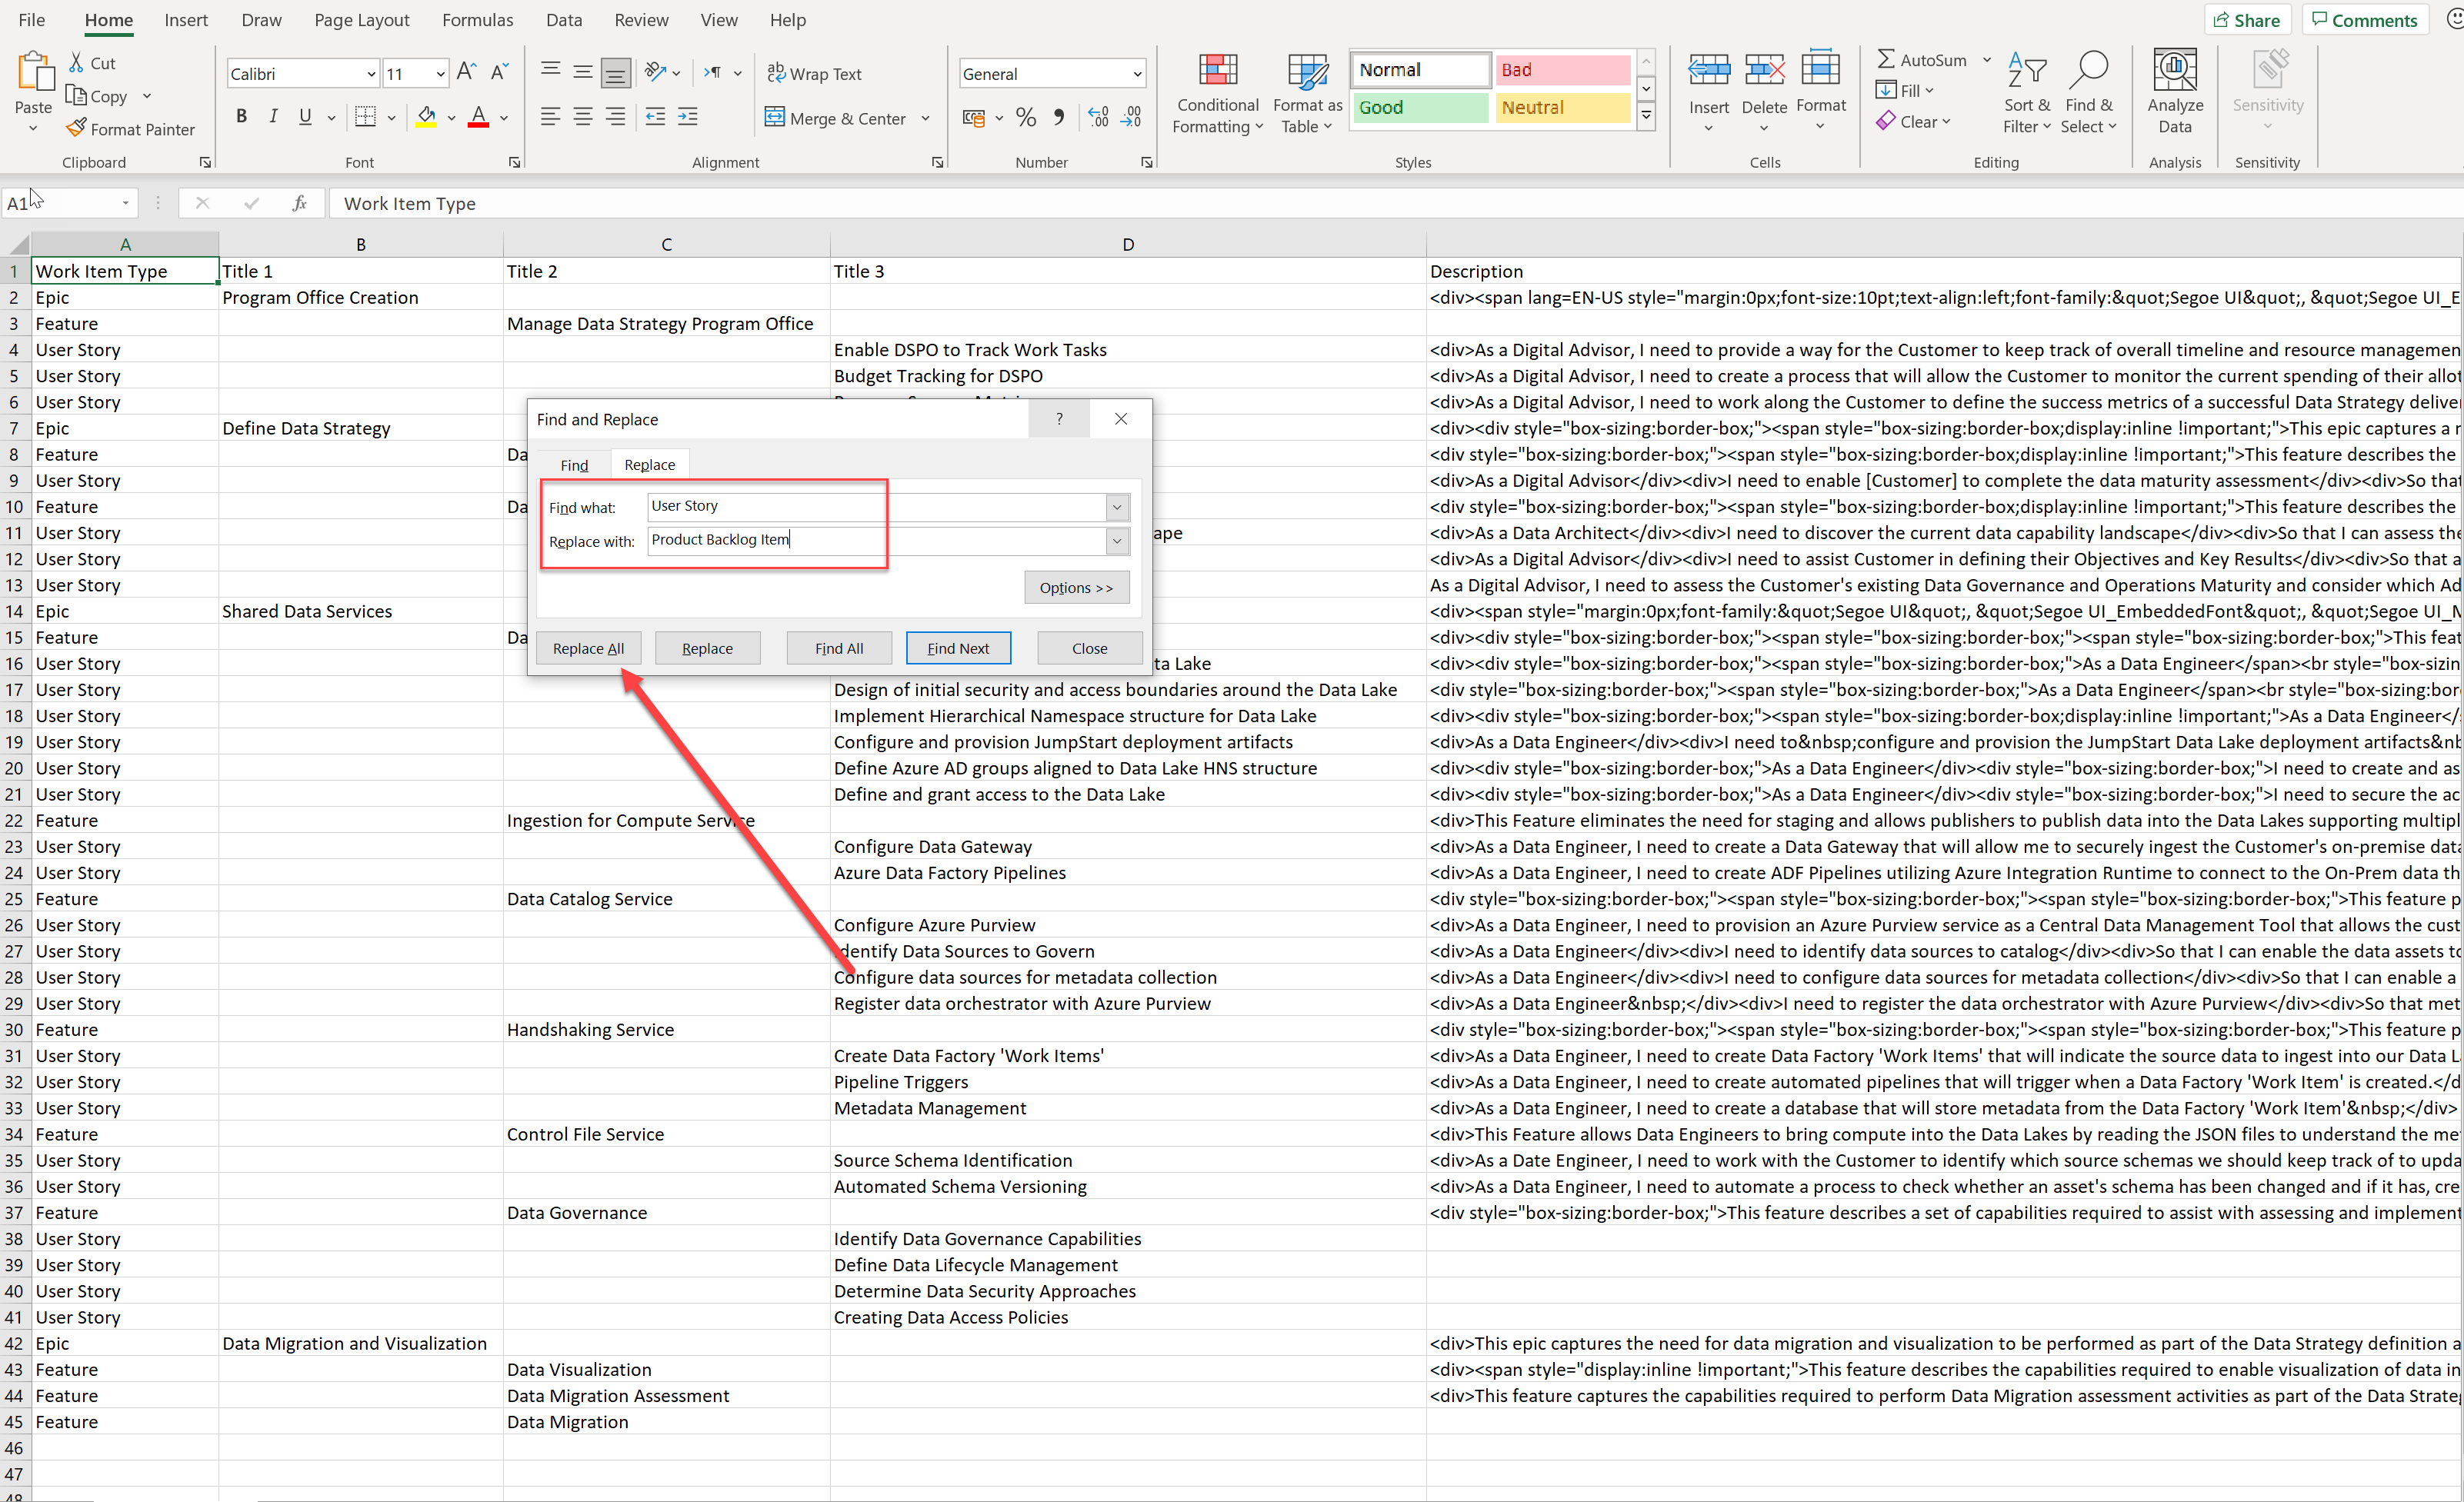 File Home Insert Draw Page Layout Formulas Data Review View Help Share Comments
Paste Cut Copy Format Painter Clipboard
Calibri 11 B I U A Font
Wrap Text Merge & Center Alignment
General % Number
Conditional Formatting Format as Table Normal Bad Good Neutral Styles
Insert Delete Format Cells
AutoSum Fill Clear Sort & Filter Find & Select Editing
Analyze Data Analysis
Sensitivity Sensitivity
A1 fx Work Item Type
A B C D
1 Work Item Type Title 1 Title 2 Title 3 Description
2 Epic Program Office Creation <div><span lang=EN-US style="margin:0px;font-size:10pt;text-align:left;font-family:&quot;Segoe UI&quot;, &quot;Segoe UI_E
3 Feature Manage Data Strategy Program Office
4 User Story Enable DSPO to Track Work Tasks <div>As a Digital Advisor, I need to provide a way for the Customer to keep track of overall timeline and resource managemen
5 User Story Budget Tracking for DSPO <div>As a Digital Advisor, I need to create a process that will allow the Customer to monitor the current spending of their allot
6 User Story <div>As a Digital Advisor, I need to work along the Customer to define the success metrics of a successful Data Strategy deliver
7 Epic Define Data Strategy <div><div style="box-sizing:border-box;"><span style="box-sizing:border-box;display:inline !important;">This epic captures a r
8 Feature Da <div style="box-sizing:border-box;"><span style="box-sizing:border-box;display:inline !important;">This feature describes the
9 User Story <div>As a Digital Advisor</div><div>I need to enable [Customer] to complete the data maturity assessment</div><div>So that
10 Feature Da <div style="box-sizing:border-box;"><span style="box-sizing:border-box;display:inline !important;">This feature describes the
11 User Story ape <div>As a Data Architect</div><div>I need to discover the current data capability landscape</div><div>So that I can assess the
12 User Story <div>As a Digital Advisor</div><div>I need to assist Customer in defining their Objectives and Key Results</div><div>So that a
13 User Story As a Digital Advisor, I need to assess the Customer's existing Data Governance and Operations Maturity and consider which Ad
14 Epic Shared Data Services <div><span style="margin:0px;font-family:&quot;Segoe UI&quot;, &quot;Segoe UI_EmbeddedFont&quot;, &quot;Segoe UI_M
15 Feature Da <div><div style="box-sizing:border-box;"><span style="box-sizing:border-box;"><span style="box-sizing:border-box;">This feat
16 User Story ta Lake <div><div style="box-sizing:border-box;"><span style="box-sizing:border-box;">As a Data Engineer</span><br style="box-sizin
17 User Story Design of initial security and access boundaries around the Data Lake <div style="box-sizing:border-box;"><span style="box-sizing:border-box;">As a Data Engineer</span><br style="box-sizing:bor
18 User Story Implement Hierarchical Namespace structure for Data Lake <div><div style="box-sizing:border-box;"><span style="box-sizing:border-box;display:inline !important;">As a Data Engineer</
19 User Story Configure and provision JumpStart deployment artifacts <div>As a Data Engineer</div><div>I need to&nbsp;configure and provision the JumpStart Data Lake deployment artifacts&nb
20 User Story Define Azure AD groups aligned to Data Lake HNS structure <div><div style="box-sizing:border-box;">As a Data Engineer</div><div style="box-sizing:border-box;">I need to create and as
21 User Story Define and grant access to the Data Lake <div><div style="box-sizing:border-box;">As a Data Engineer</div><div style="box-sizing:border-box;">I need to secure the ac
22 Feature Ingestion for Compute Service <div>This Feature eliminates the need for staging and allows publishers to publish data into the Data Lakes supporting multipl
23 User Story Configure Data Gateway <div>As a Data Engineer, I need to create a Data Gateway that will allow me to securely ingest the Customer's on-premise data
24 User Story Azure Data Factory Pipelines <div>As a Data Engineer, I need to create ADF Pipelines utilizing Azure Integration Runtime to connect to the On-Prem data th
25 Feature Data Catalog Service <div style="box-sizing:border-box;"><span style="box-sizing:border-box;"><span style="box-sizing:border-box;">This feature p
26 User Story Configure Azure Purview <div>As a Data Engineer, I need to provision an Azure Purview service as a Central Data Management Tool that allows the cust
27 User Story Identify Data Sources to Govern <div>As a Data Engineer</div><div>I need to identify data sources to catalog</div><div>So that I can enable the data assets to
28 User Story Configure data sources for metadata collection <div>As a Data Engineer</div><div>I need to configure data sources for metadata collection</div><div>So that I can enable a
29 User Story Register data orchestrator with Azure Purview <div>As a Data Engineer&nbsp;</div><div>I need to register the data orchestrator with Azure Purview</div><div>So that met
30 Feature Handshaking Service <div style="box-sizing:border-box;"><span style="box-sizing:border-box;"><span style="box-sizing:border-box;">This feature p
31 User Story Create Data Factory 'Work Items' <div>As a Data Engineer, I need to create Data Factory 'Work Items' that will indicate the source data to ingest into our Data L
32 User Story Pipeline Triggers <div>As a Data Engineer, I need to create automated pipelines that will trigger when a Data Factory 'Work Item' is created.</d
33 User Story Metadata Management <div>As a Data Engineer, I need to create a database that will store metadata from the Data Factory 'Work Item'&nbsp;</div>
34 Feature Control File Service <div>This Feature allows Data Engineers to bring compute into the Data Lakes by reading the JSON files to understand the me
35 User Story Source Schema Identification <div>As a Date Engineer, I need to work with the Customer to identify which source schemas we should keep track of to upda
36 User Story Automated Schema Versioning <div>As a Data Engineer, I need to automate a process to check whether an asset's schema has been changed and if it has, cre
37 Feature Data Governance <div style="box-sizing:border-box;">This feature describes a set of capabilities required to assist with assessing and implement
38 User Story Identify Data Governance Capabilities
39 User Story Define Data Lifecycle Management
40 User Story Determine Data Security Approaches
41 User Story Creating Data Access Policies
42 Epic Data Migration and Visualization <div>This epic captures the need for data migration and visualization to be performed as part of the Data Strategy definition a
43 Feature Data Visualization <div><span style="display:inline !important;">This feature describes the capabilities required to enable visualization of data in
44 Feature Data Migration Assessment <div>This feature captures the capabilities required to perform Data Migration assessment activities as part of the Data Strate
45 Feature Data Migration
46
47
48
Find and Replace ?
Find Replace
Find what: User Story
Replace with: Product Backlog Item
Options >>
Replace All Replace Find All Find Next Close